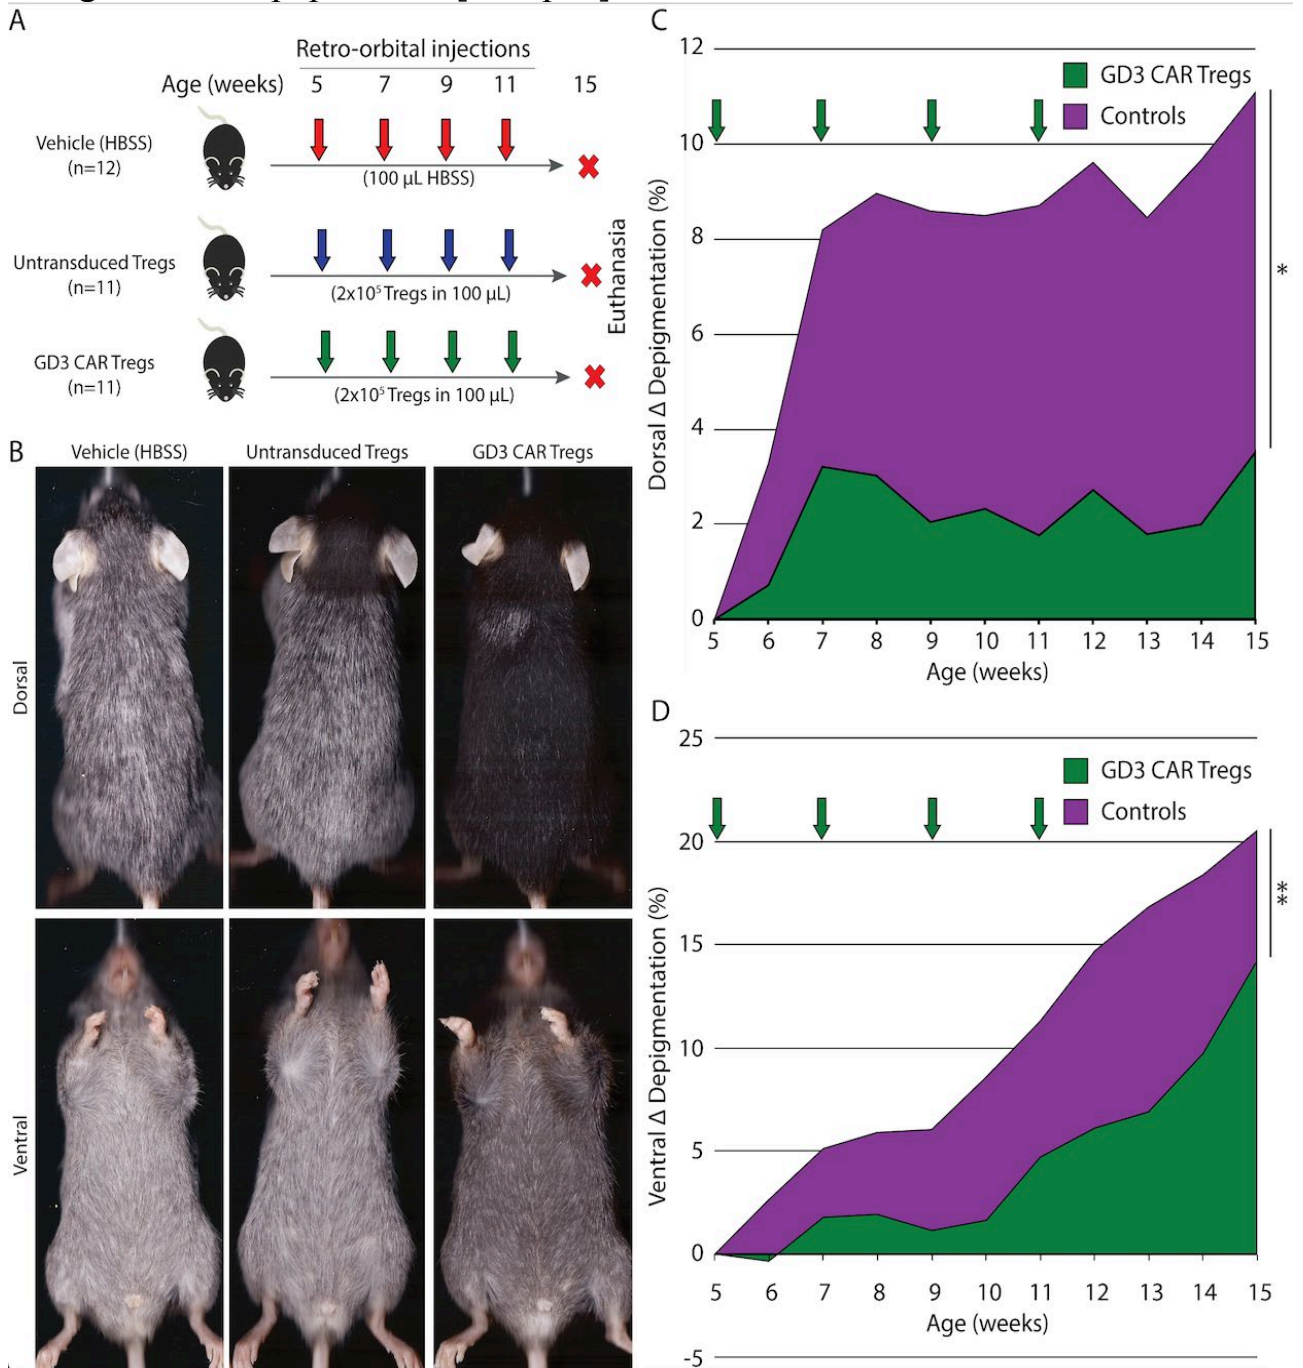 A
Retro-orbital injections
Age (weeks) 5 7 9 11 15
Vehicle (HBSS)
(n=12)
(100 µL HBSS)
Untransduced Tregs
(n=11)
(2x10⁵ Tregs in 100 µL)
GD3 CAR Tregs
(n=11)
(2x10⁵ Tregs in 100 µL)
Euthanasia
B
Vehicle (HBSS) Untransduced Tregs GD3 CAR Tregs
Dorsal
Ventral
C
12
10
8
6
4
2
0
Dorsal Δ Depigmentation (%)
GD3 CAR Tregs
Controls
*
5 6 7 8 9 10 11 12 13 14 15
Age (weeks)
D
25
20
15
10
5
0
-5
Ventral Δ Depigmentation (%)
GD3 CAR Tregs
Controls
**
5 6 7 8 9 10 11 12 13 14 15
Age (weeks)